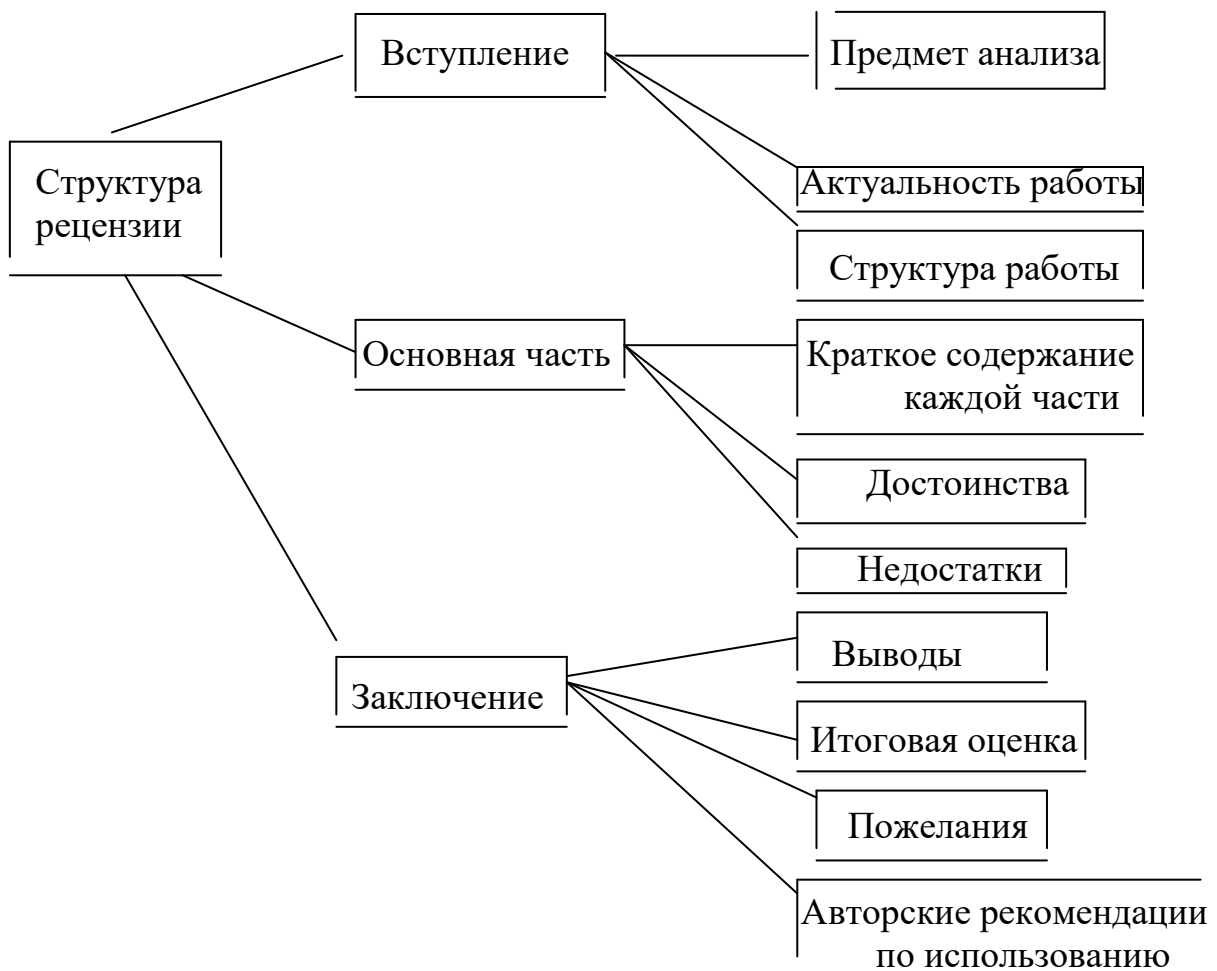 Вступление
Предмет анализа
Структура
рецензии
Актуальность работы
Структура работы
Основная часть
Краткое содержание
каждой части
Достоинства
Недостатки
Заключение
Выводы
Итоговая оценка
Пожелания
Авторские рекомендации
по использованию